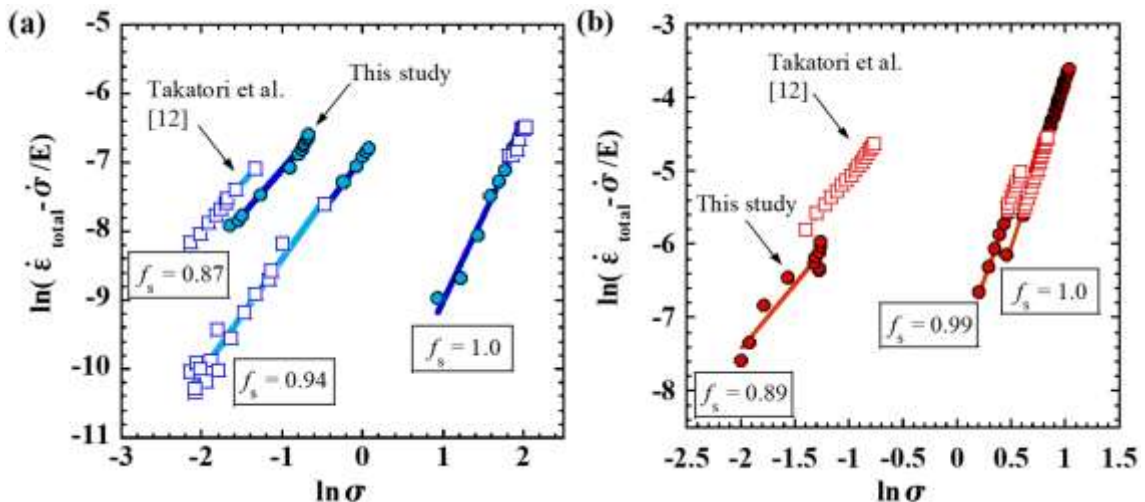 (a)
-5
-6
-7
-8
-9
-10
-11
-3
-2
-1
0
1
2
ln σ
ln( ε̇ total - σ̇ /E)
Takatori et al.
[12]
This study
fs = 0.87
fs = 0.94
fs = 1.0
(b)
-3
-4
-5
-6
-7
-8
-2.5
-2
-1.5
-1
-0.5
0
0.5
1
1.5
ln σ
ln( ε̇ total - σ̇ /E)
Takatori et al.
[12]
This study
fs = 0.89
fs = 0.99
fs = 1.0